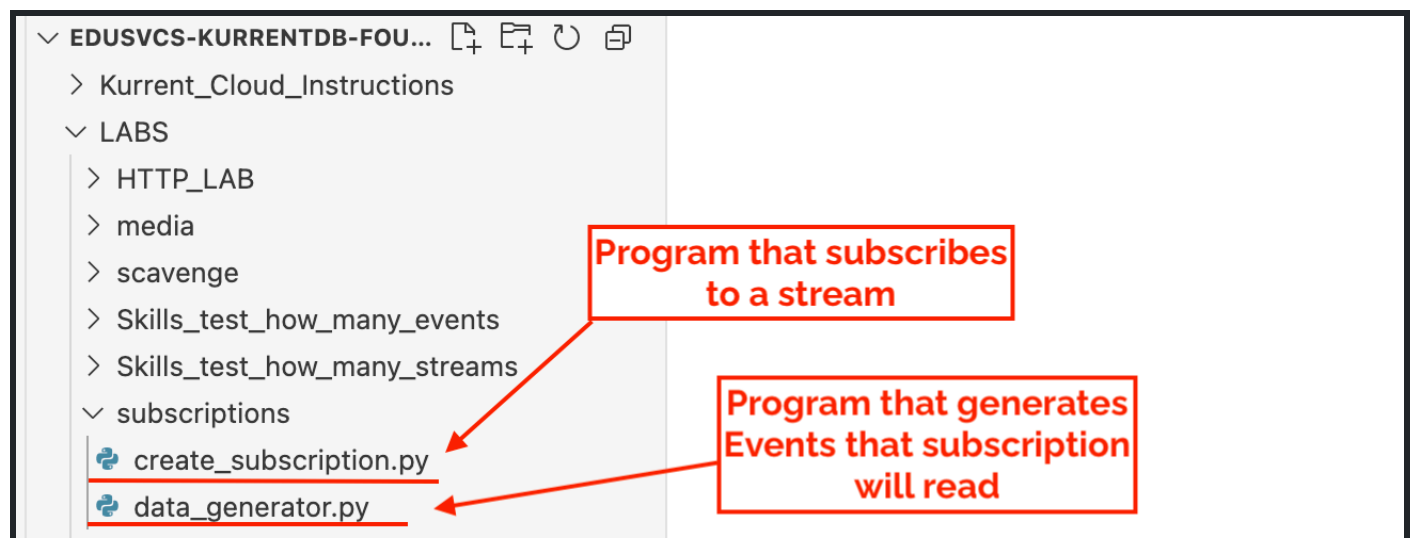 EDUSVCS-KURRENTDB-FOU...
Kurrent_Cloud_Instructions
LABS
HTTP_LAB
media
scavenge
Skills_test_how_many_events
Skills_test_how_many_streams
subscriptions
create_subscription.py
data_generator.py
Program that subscribes
to a stream
Program that generates
Events that subscription
will read